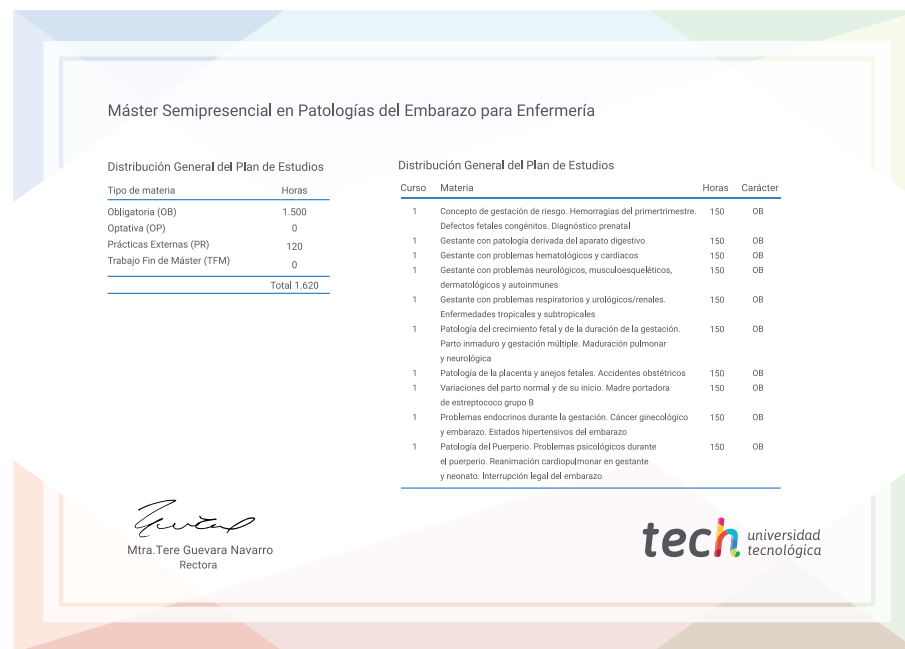 Máster Semipresencial en Patologías del Embarazo para Enfermería
Distribución General del Plan de Estudios
Tipo de materia Horas
Obligatoria (OB) 1.500
Optativa (OP) 0
Prácticas Externas (PR) 120
Trabajo Fin de Máster (TFM) 0
Total 1.620
Distribución General del Plan de Estudios
Curso Materia Horas Carácter
1 Concepto de gestación de riesgo. Hemorragias del primertrimestre. 150 OB
Defectos fetales congénitos. Diagnóstico prenatal
1 Gestante con patología derivada del aparato digestivo 150 OB
1 Gestante con problemas hematológicos y cardíacos 150 OB
1 Gestante con problemas neurológicos, musculoesqueléticos, 150 OB
dermatológicos y autoinmunes
1 Gestante con problemas respiratorios y urológicos/renales. 150 OB
Enfermedades tropicales y subtropicales
1 Patología del crecimiento fetal y de la duración de la gestación. 150 OB
Parto inmaduro y gestación múltiple. Maduración pulmonar
y neurológica
1 Patología de la placenta y anejos fetales. Accidentes obstétricos 150 OB
1 Variaciones del parto normal y de su inicio. Madre portadora 150 OB
de estreptococo grupo B
1 Problemas endocrinos durante la gestación. Cáncer ginecológico 150 OB
y embarazo. Estados hipertensivos del embarazo
1 Patología del Puerperio. Problemas psicológicos durante 150 OB
el puerperio. Reanimación cardiopulmonar en gestante
y neonato. Interrupción legal del embarazo
Mtra.Tere Guevara Navarro
Rectora
tech universidad
tecnológica